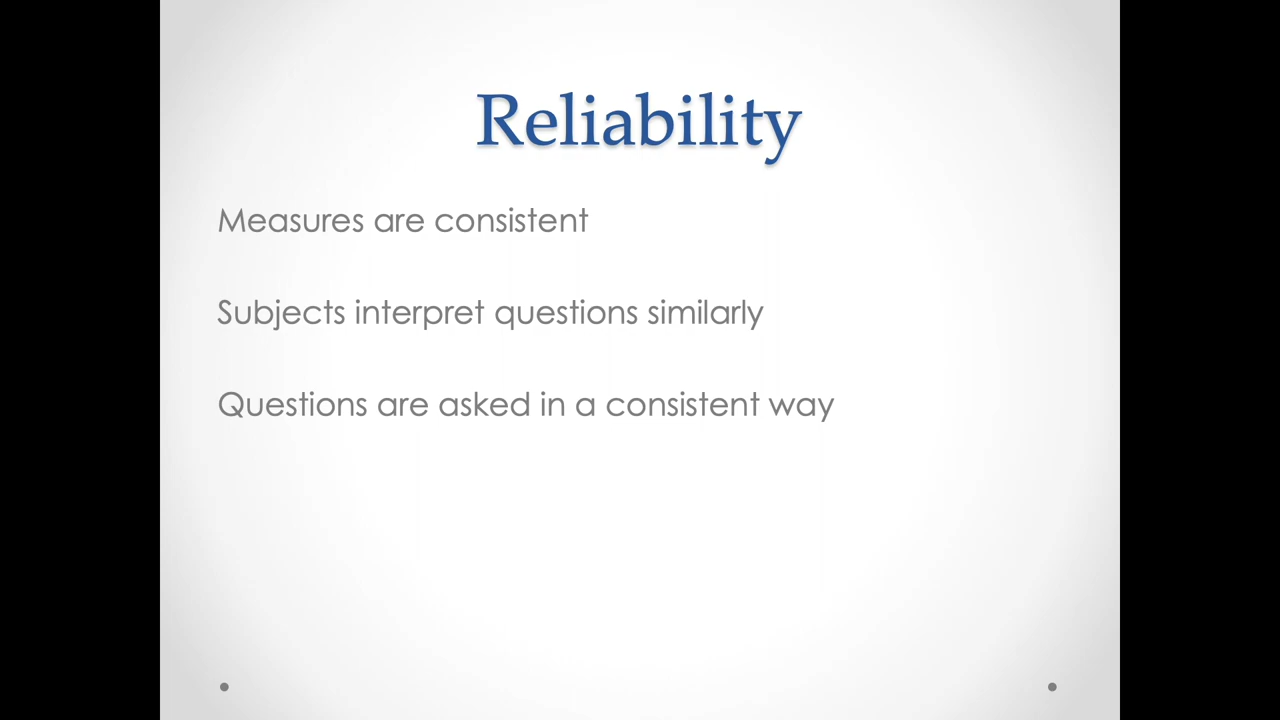 Reliability
Measures are consistent
Subjects interpret questions similarly
Questions are asked in a consistent way